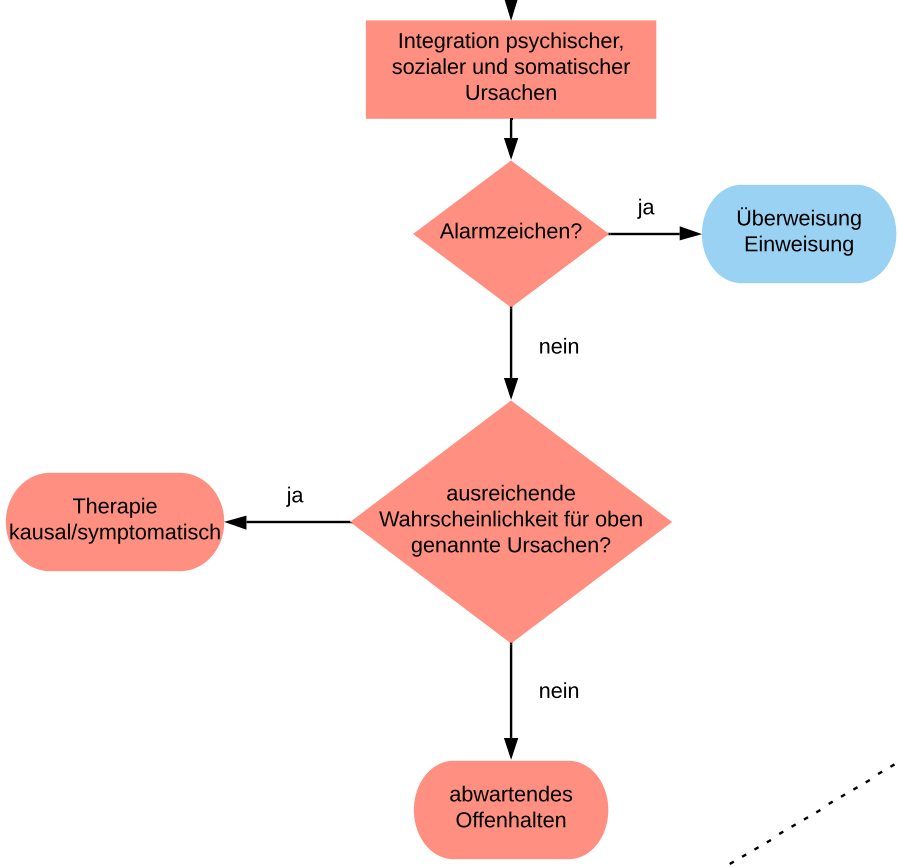 Integration psychischer,
sozialer und somatischer
Ursachen
Alarmzeichen?
ja
Überweisung
Einweisung
nein
ausreichende
Wahrscheinlichkeit für oben
genannte Ursachen?
ja
Therapie
kausal/symptomatisch
nein
abwartendes
Offenhalten